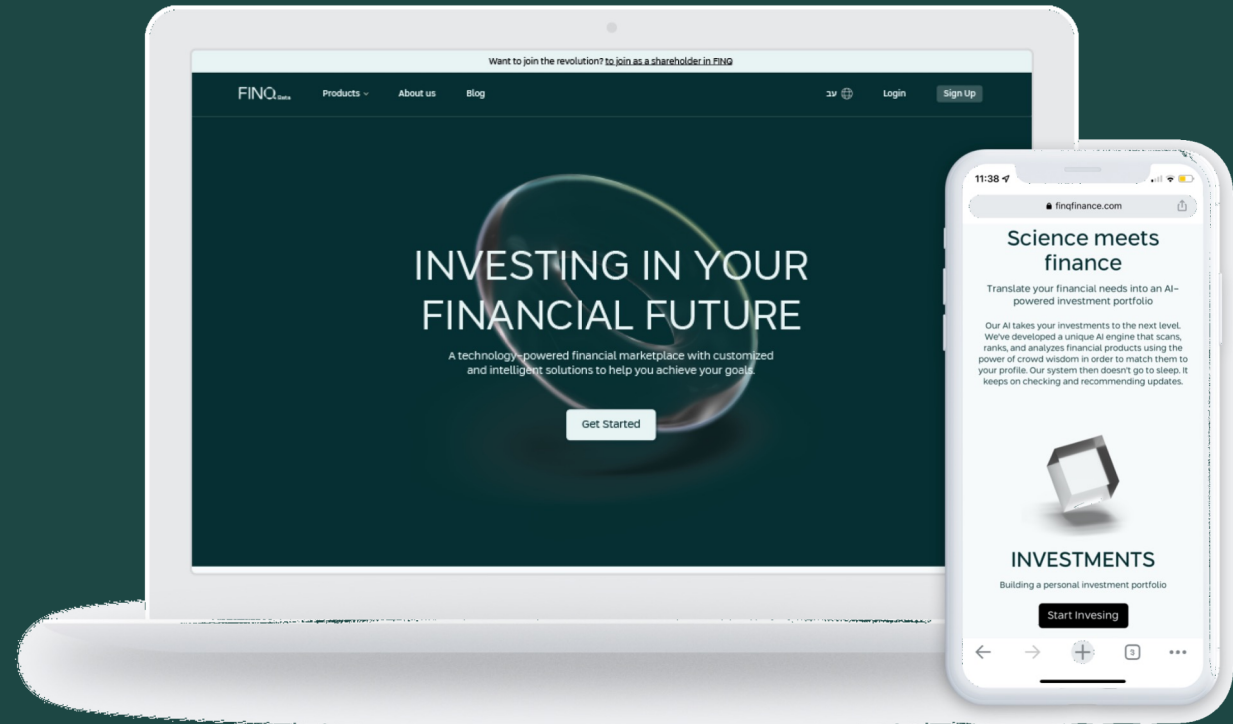 Want to join the revolution? to join as a shareholder in FINQ
FINQ Beta
Products
About us
Blog
עב
Login
Sign Up
INVESTING IN YOUR
FINANCIAL FUTURE
A technology-powered financial marketplace with customized
and intelligent solutions to help you achieve your goals.
Get Started
11:38
finqfinance.com
Science meets
finance
Translate your financial needs into an AI-
powered investment portfolio
Our AI takes your investments to the next level.
We've developed a unique AI engine that scans,
ranks, and analyzes financial products using the
power of crowd wisdom in order to match them to
your profile. Our system then doesn't go to sleep. It
keeps on checking and recommending updates.
INVESTMENTS
Building a personal investment portfolio
Start Invesing
3